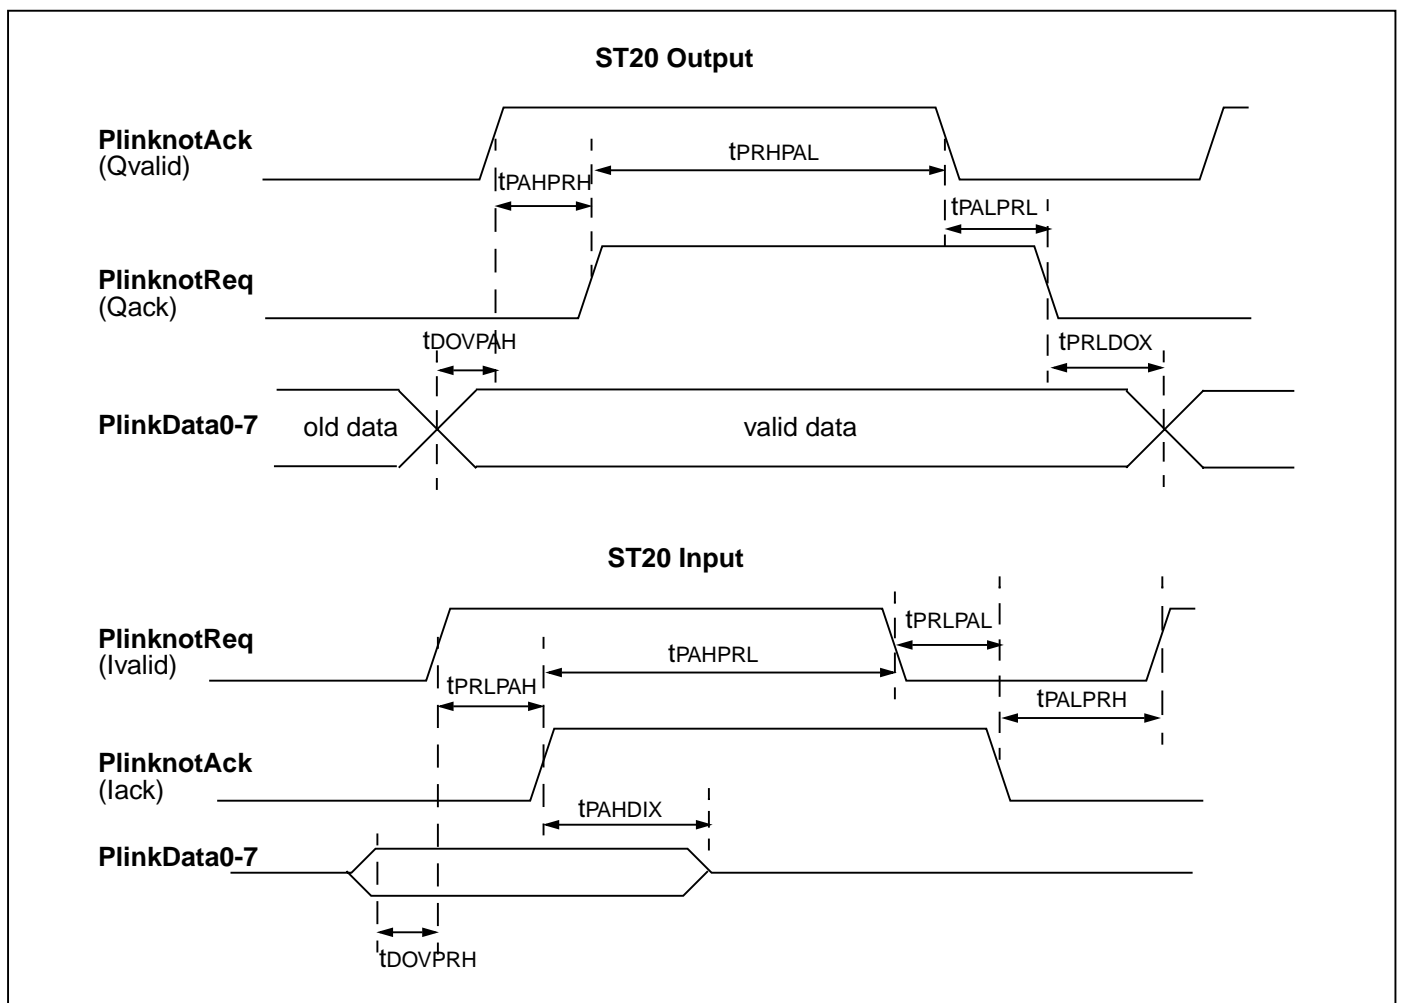 ST20 Output
PlinknotAck
(Qvalid)
tPRHPAL
tPAHPRH
tPALPRL
PlinknotReq
(Qack)
tDOVPAH
tPRLDOX
PlinkData0-7
old data
valid data
ST20 Input
PlinknotReq
(Ivalid)
tPRLPAL
tPAHPRL
tPRLPAH
tPALPRH
PlinknotAck
(Iack)
tPAHDIX
PlinkData0-7
tDOVPRH